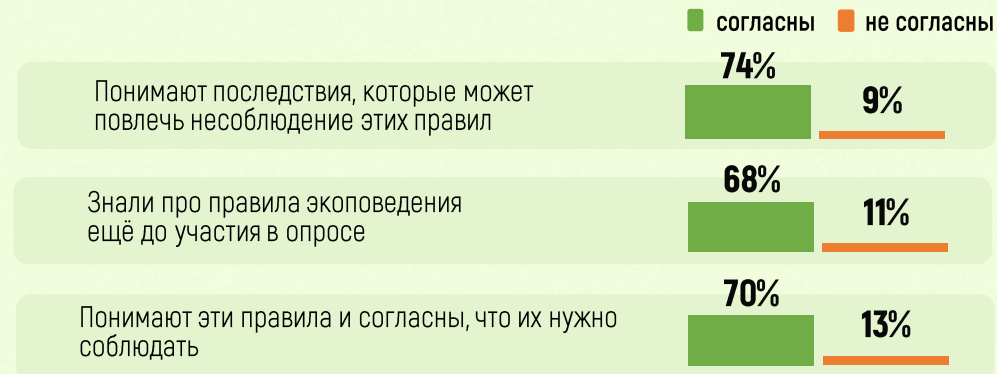 согласны не согласны
74%
Понимают последствия, которые может
9%
повлечь несоблюдение этих правил
68%
Знали про правила экоповедения
11%
ещё до участия в опросе
70%
Понимают эти правила и согласны, что их нужно
13%
соблюдать